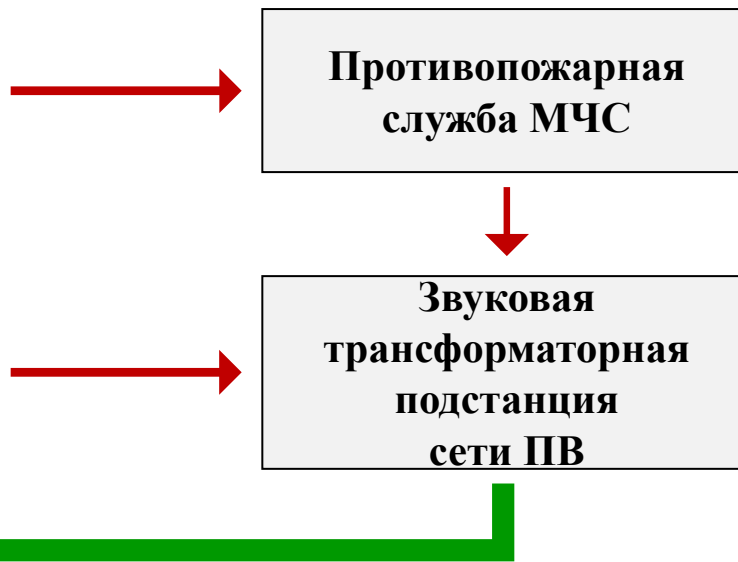 Противопожарная
служба МЧС
Звуковая
трансформаторная
подстанция
сети ПВ